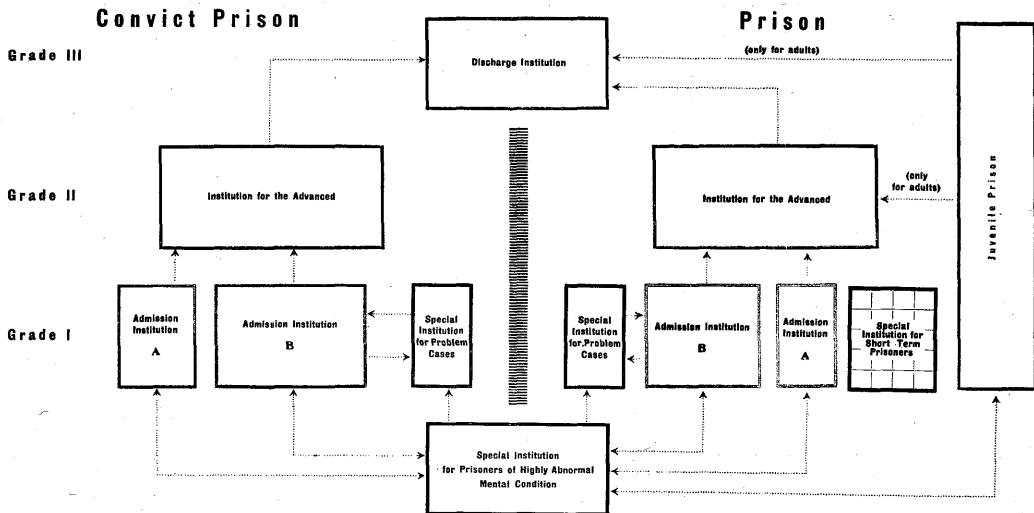 Convict Prison
Prison
Grade III
Discharge Institution
(only for adults)
Grade II
Institution for the Advanced
Institution for the Advanced
(only
for adults)
Juvenile Prison
Grade I
Admission
Institution
A
Admission Institution
B
Special
Institution
for Problem
Cases
Special
Institution
for Problem
Cases
Admission Institution
B
Admission
Institution
A
Special
Institution for
Short Term
Prisoners
Special Institution
for Prisoners of Highly Abnormal
Mental Condition